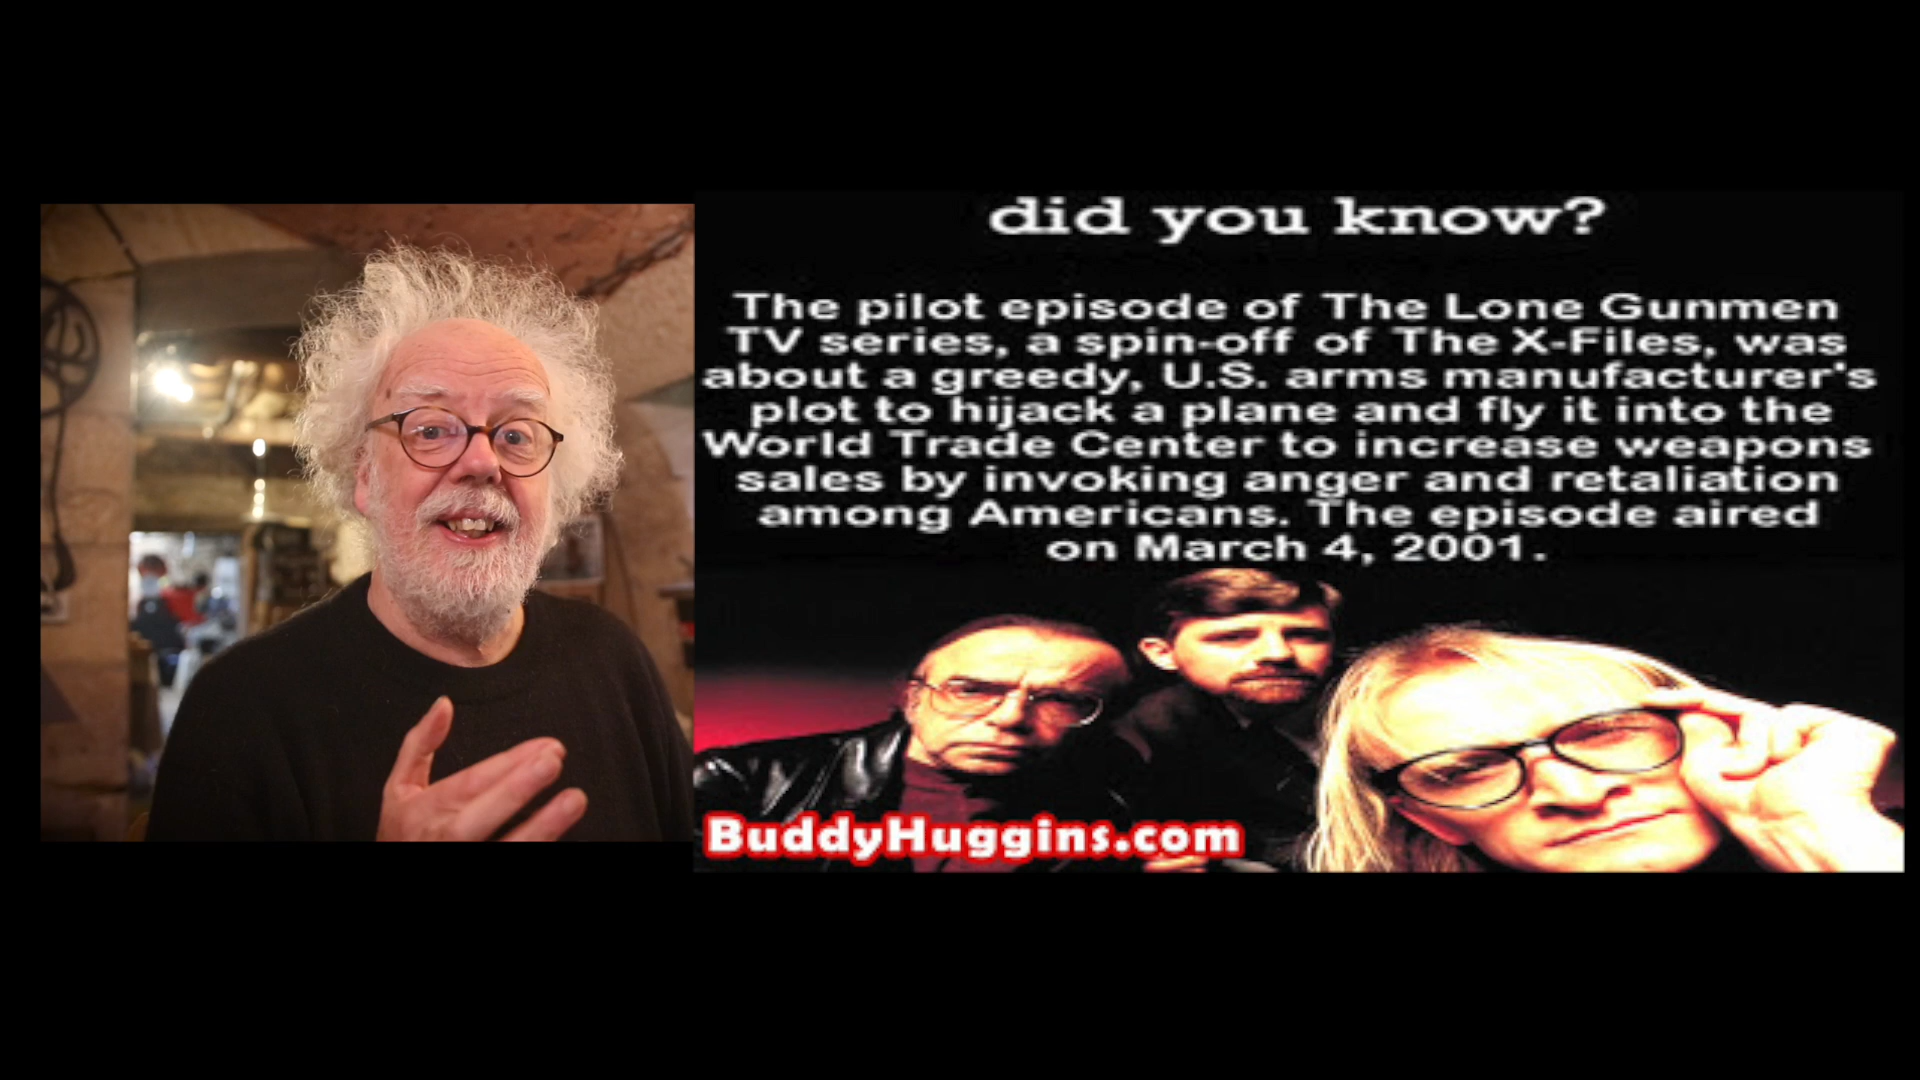 did you know?
The pilot episode of The Lone Gunmen
TV series, a spin-off of The X-Files, was
about a greedy, U.S. arms manufacturer's
plot to hijack a plane and fly it into the
World Trade Center to increase weapons
sales by invoking anger and retaliation
among Americans. The episode aired
on March 4, 2001.
BuddyHuggins.com